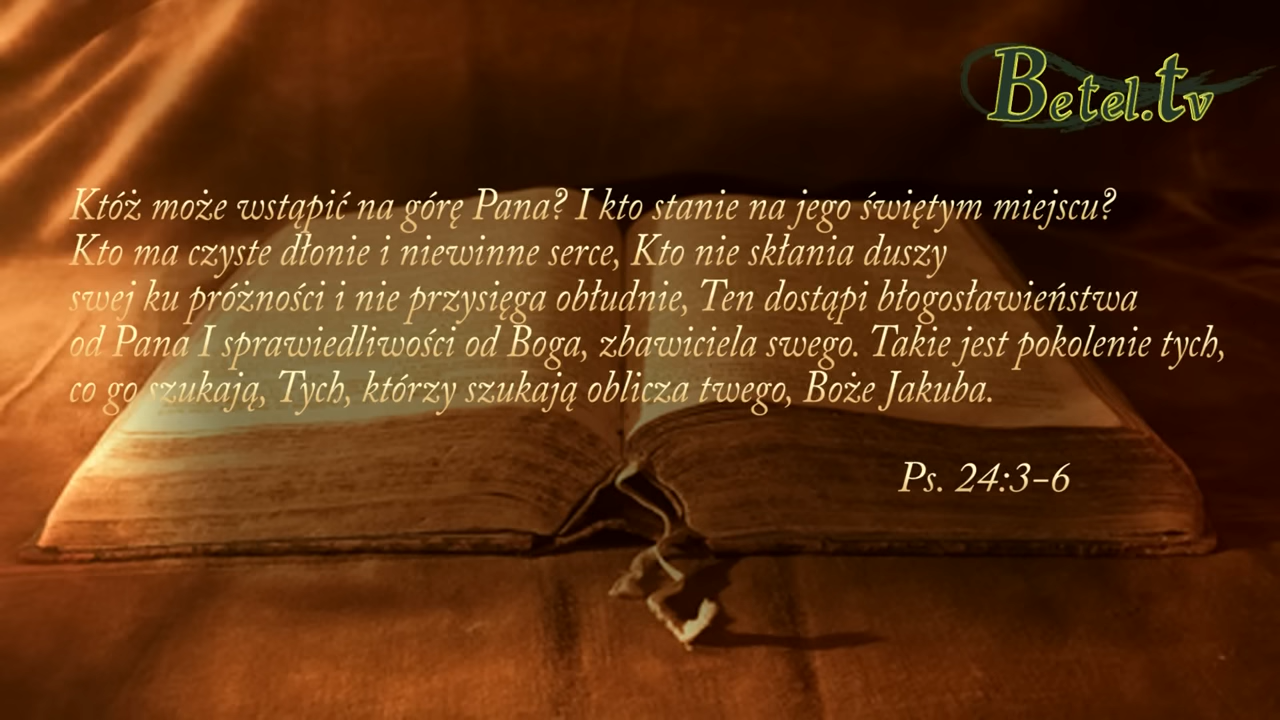 Betel.tv
Któż może wstąpić na górę Pana? I kto stanie na jego świętym miejscu?
Kto ma czyste dłonie i niewinne serce, Kto nie skłania duszy
swej ku próżności i nie przysięga obłudnie, Ten dostąpi błogosławieństwa
od Pana I sprawiedliwości od Boga, zbawiciela swego. Takie jest pokolenie tych,
co go szukają, Tych, którzy szukają oblicza twego, Boże Jakuba.
Ps. 24:3-6